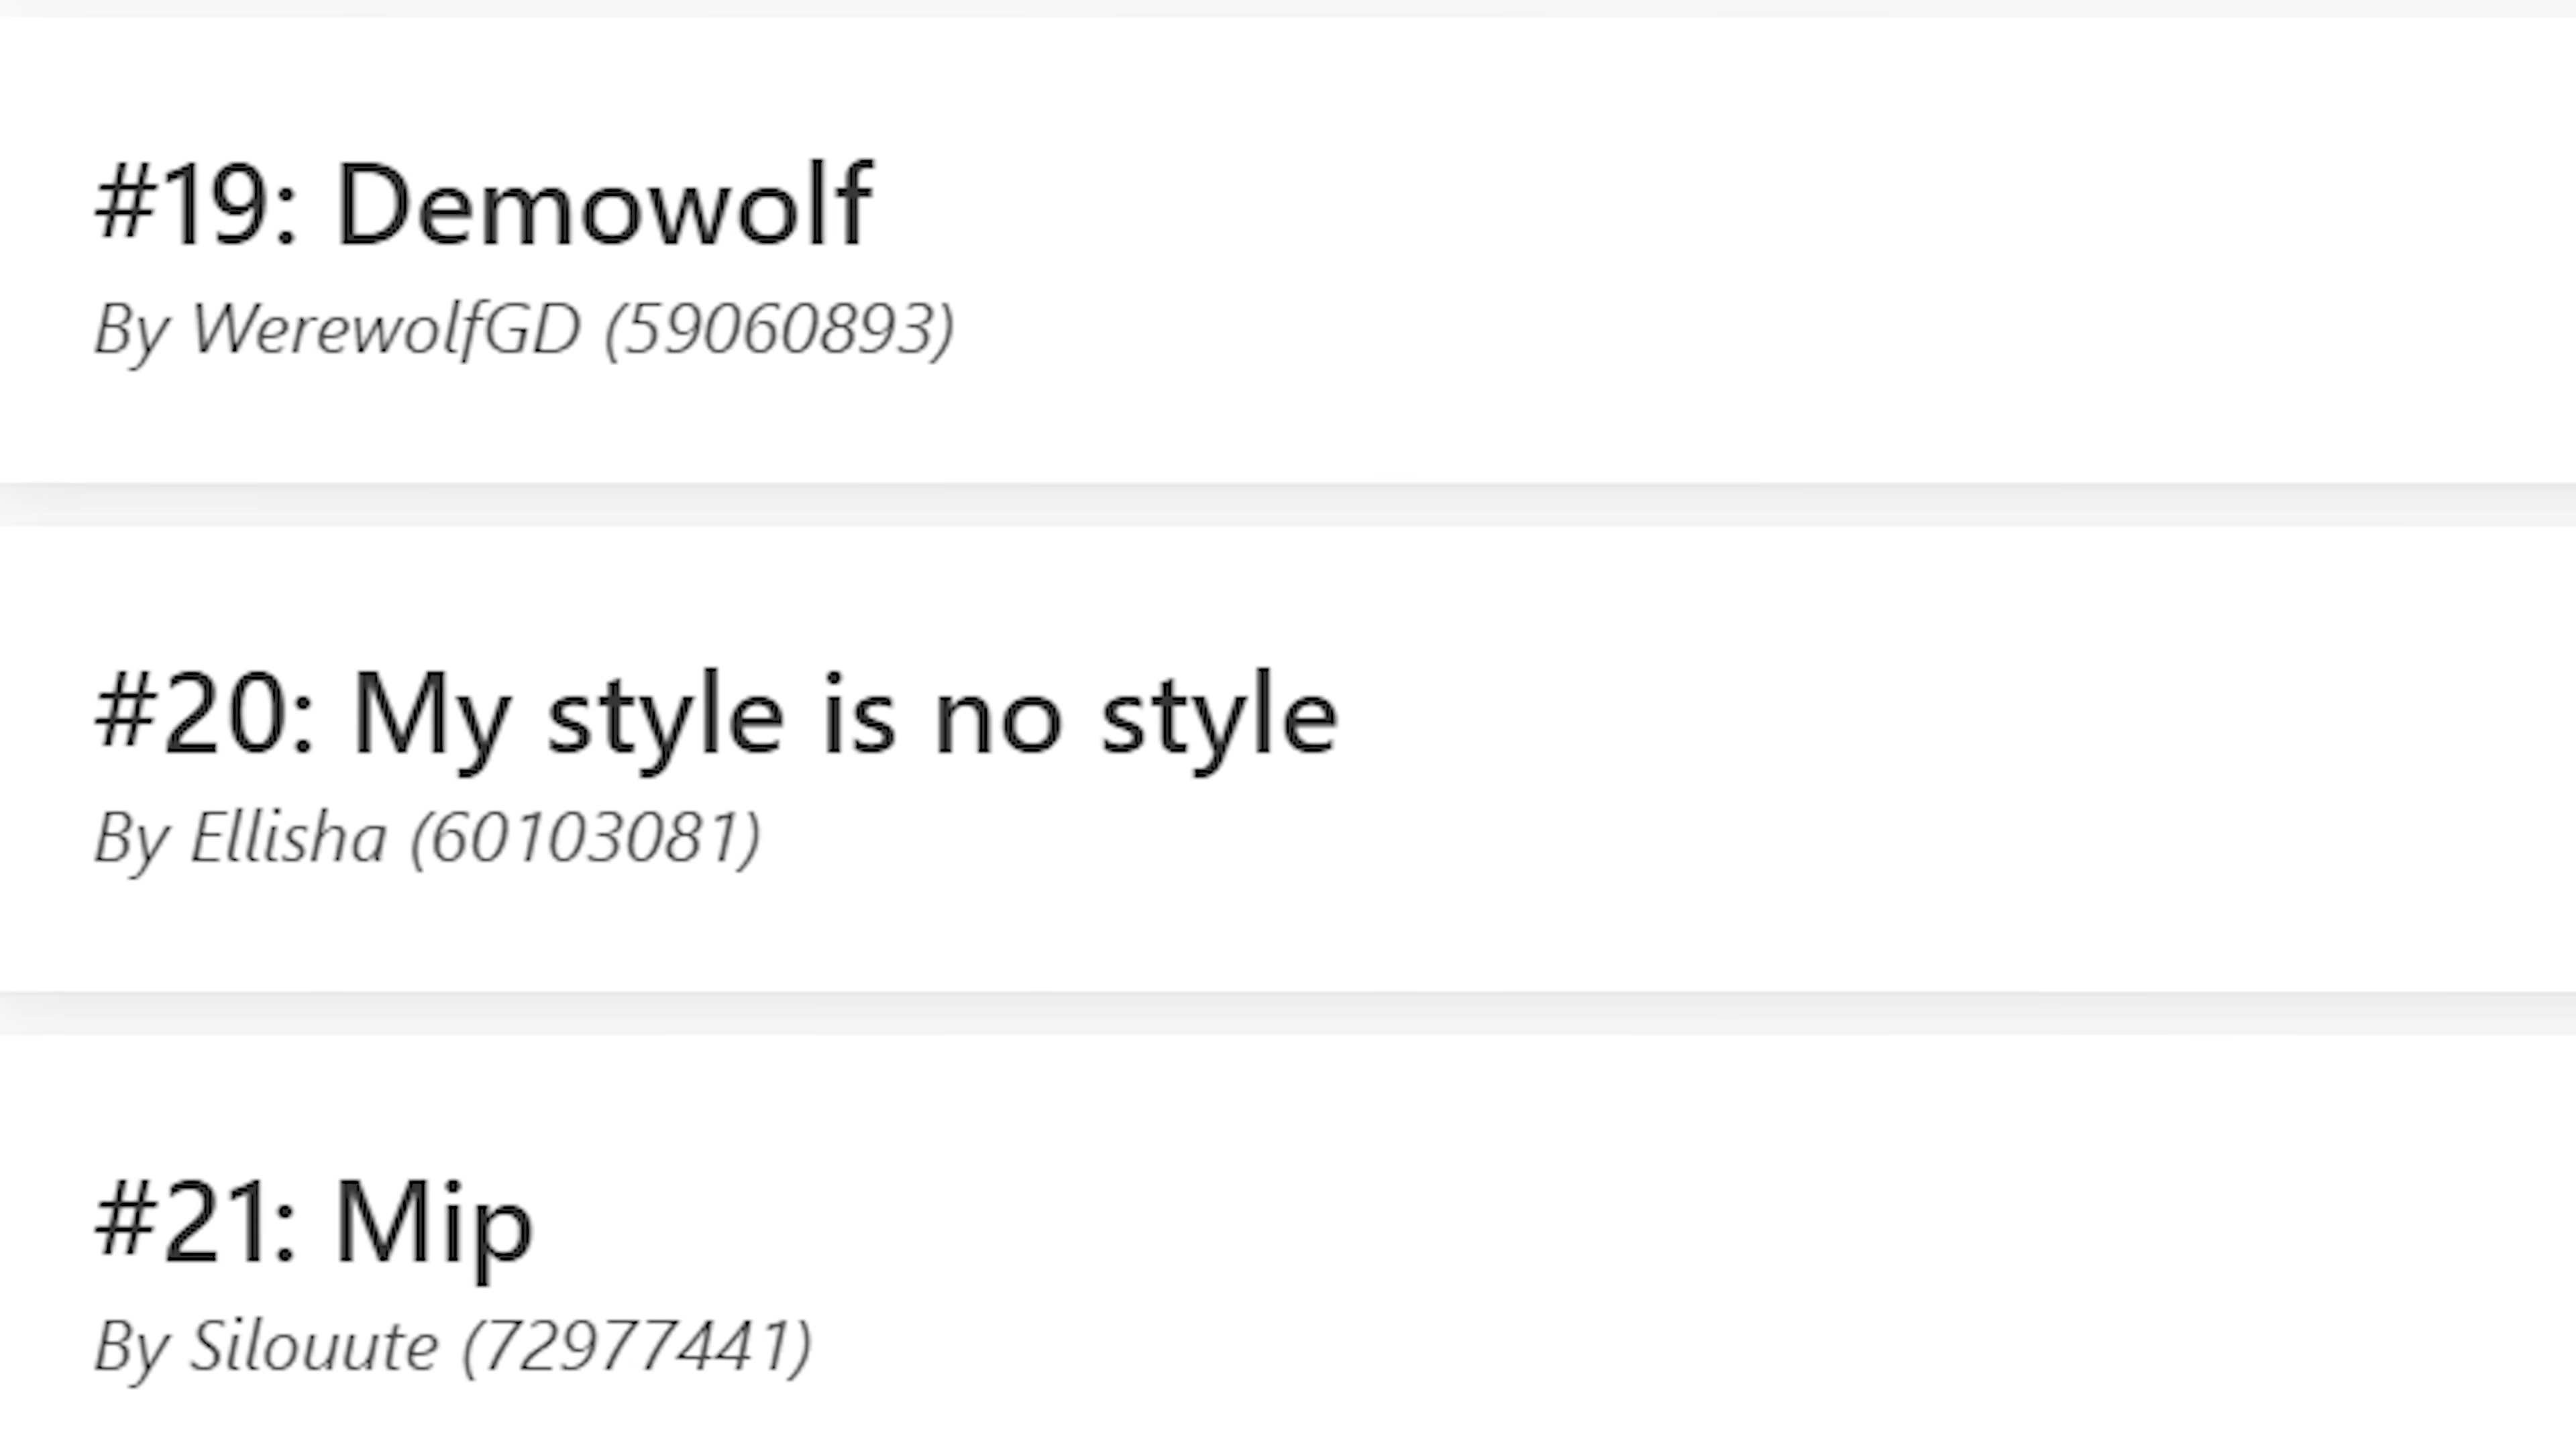 #19: Demowolf
By WerewolfGD (59060893)
#20: My style is no style
By Ellisha (60103081)
#21: Mip
By Silouute (72977441)